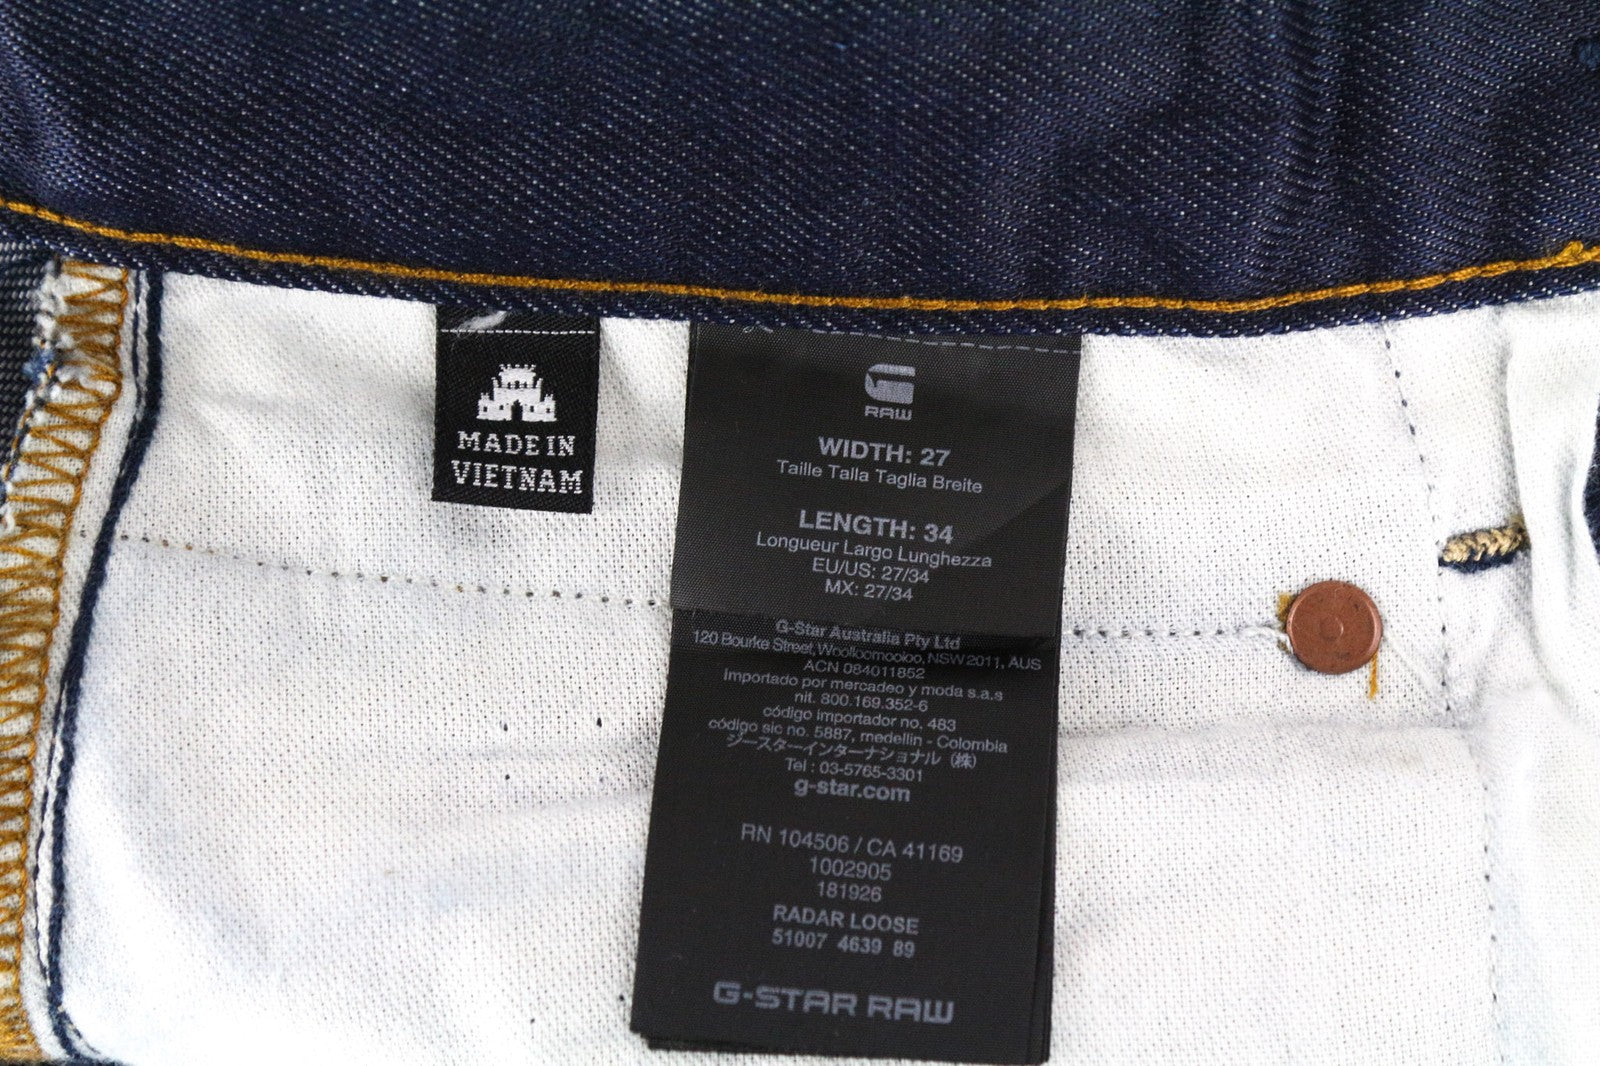 MADE IN
VIETNAM
G
RAW
WIDTH: 27
Taille Talla Taglia Breite
LENGTH: 34
Longueur Largo Lunghezza
EU/US: 27/34
MX: 27/34
G-Star Australia Pty Ltd
120 Bourke Street, Woolloomooloo, NSW 2011, AUS
ACN 084011852
Importado por mercadeo y moda s.a.s
nit. 800.169.352-6
código importador no. 483
código sic no. 5887, medellin - Colombia
ジースターインターナショナル (株)
Tel : 03-5765-3301
g-star.com
RN 104506 / CA 41169
1002905
181926
RADAR LOOSE
51007 4639 89
G-STAR RAW